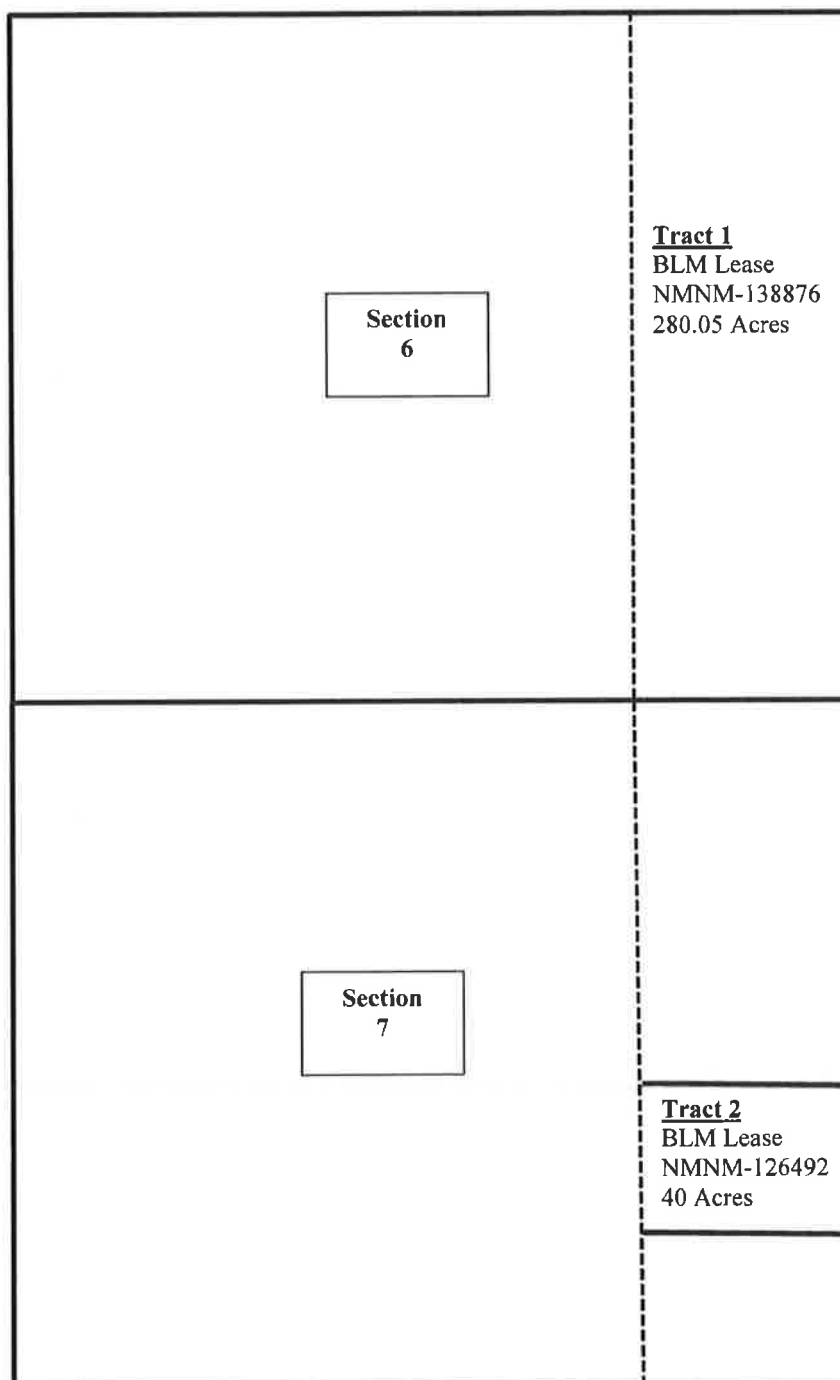 Tract 1
BLM Lease
NMNM-138876
280.05 Acres
Section
6
Section
7
Tract 2
BLM Lease
NMNM-126492
40 Acres